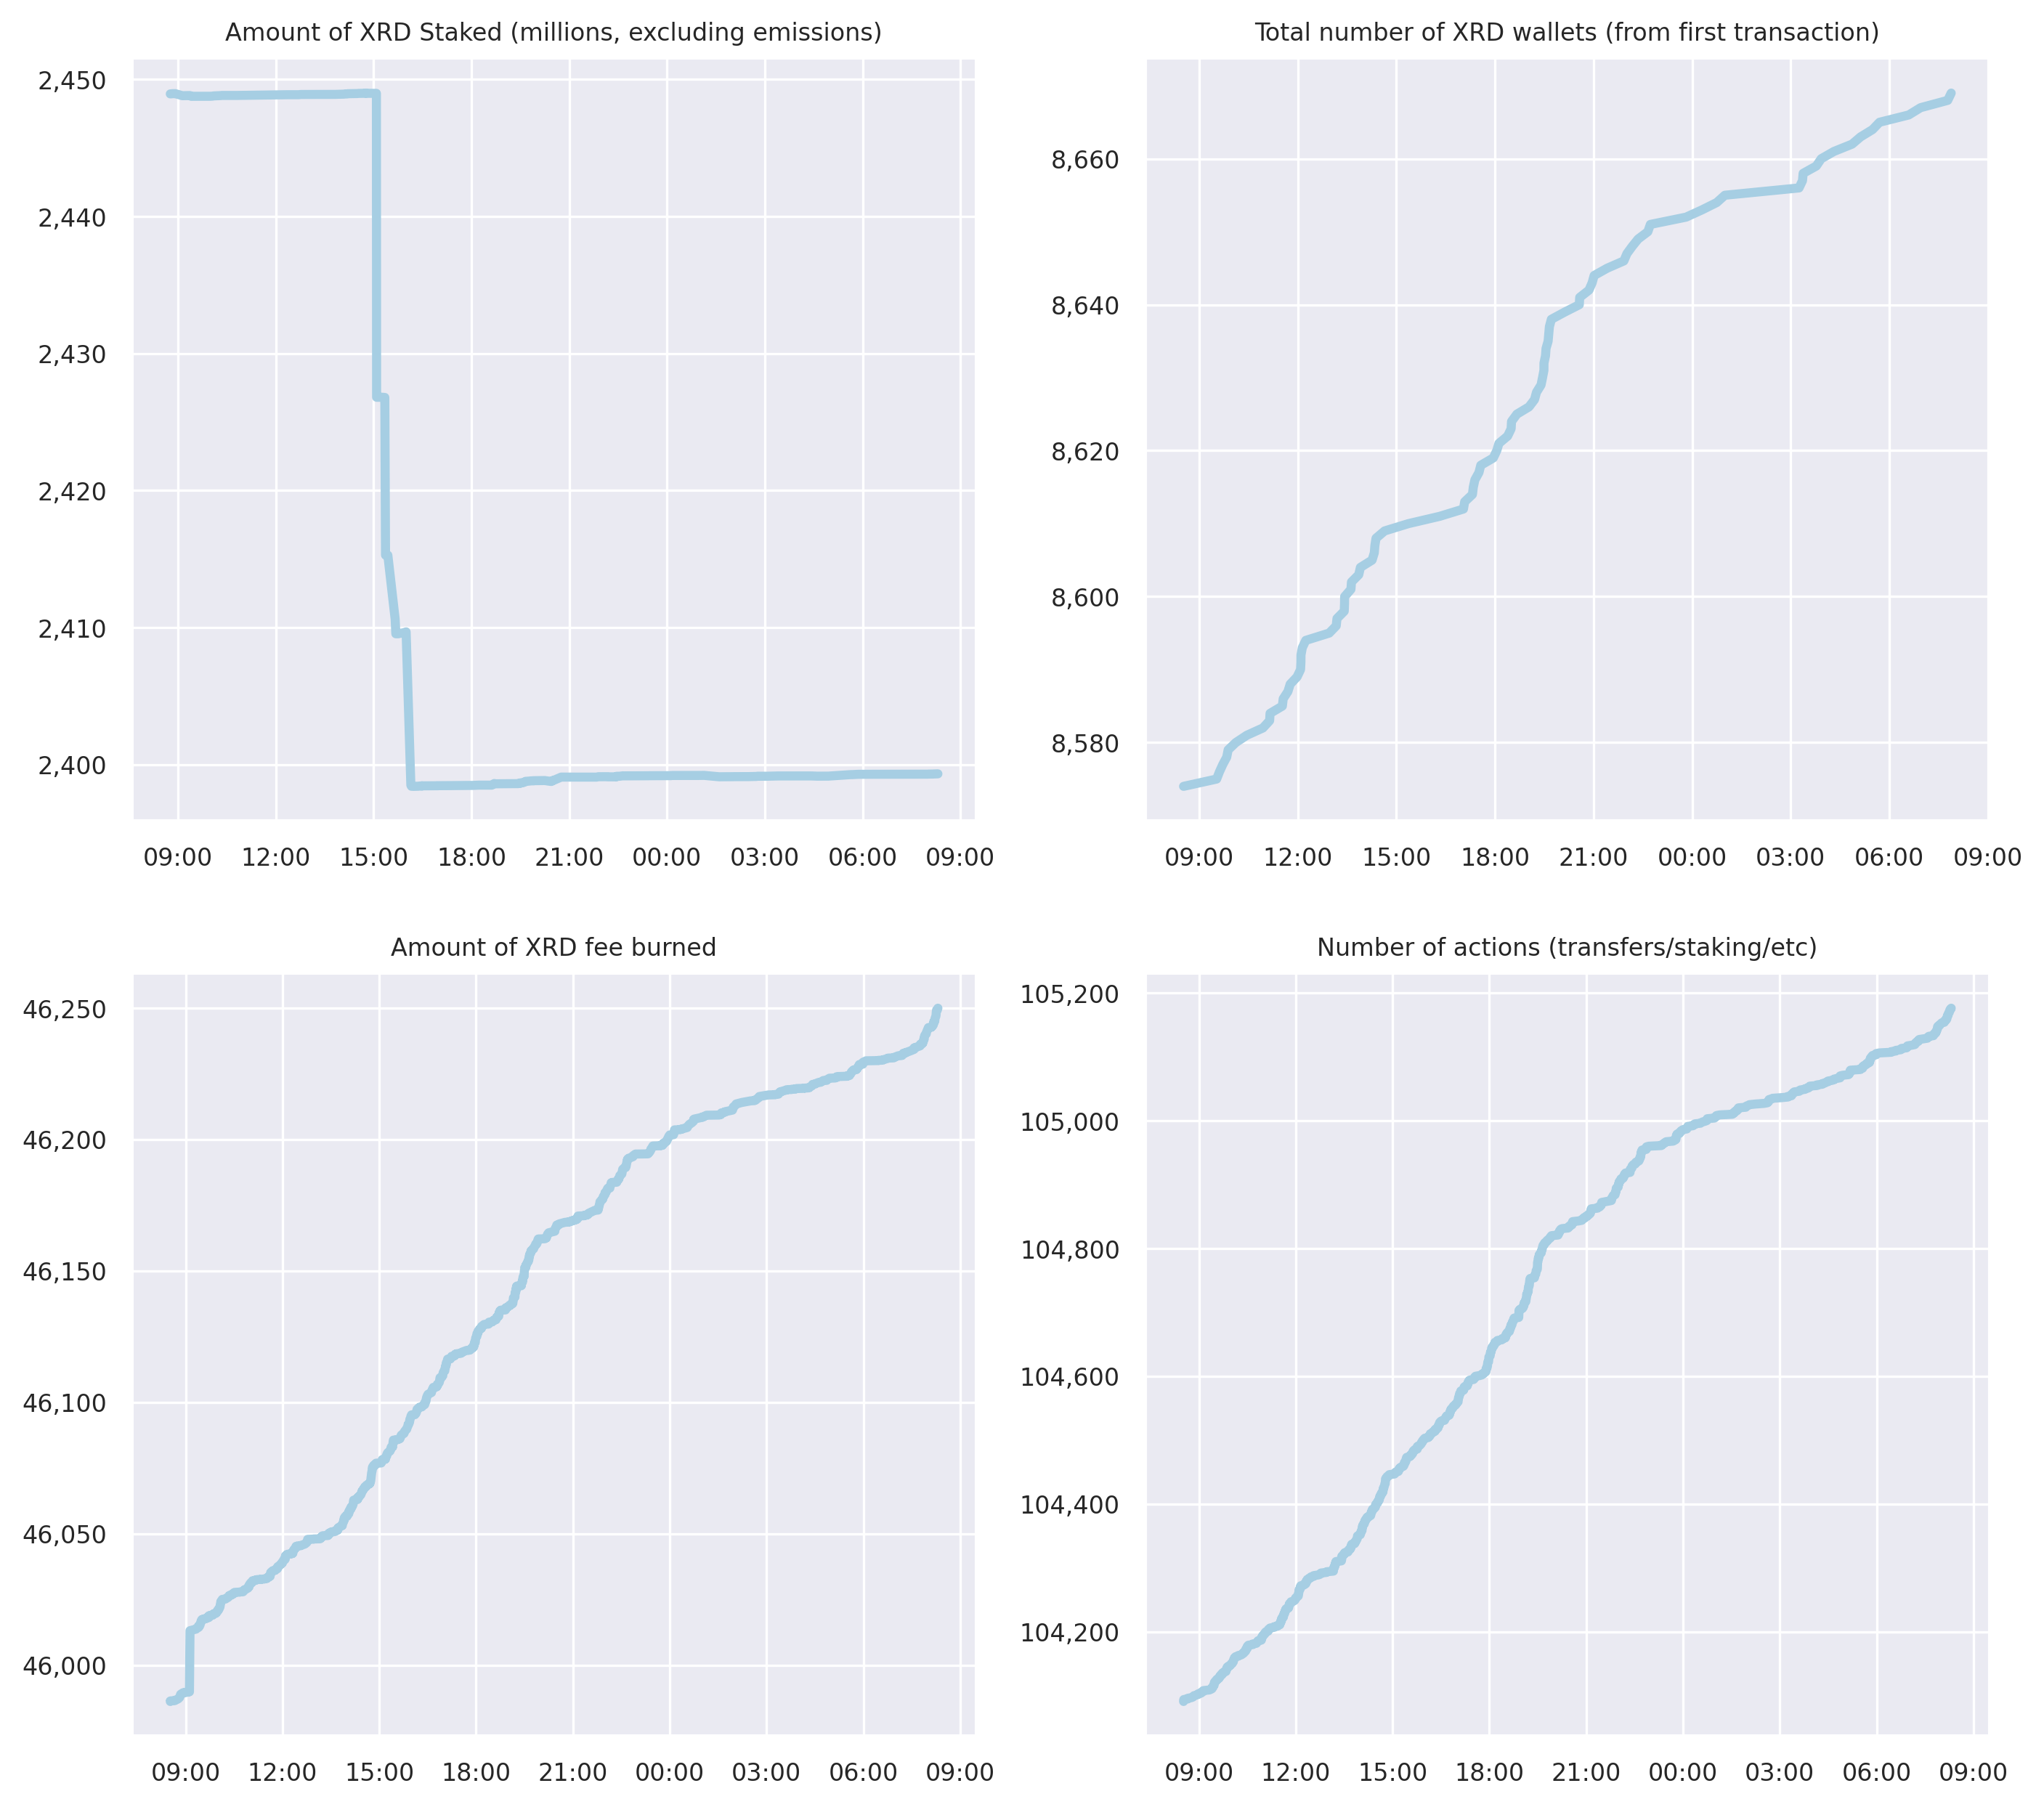 Amount of XRD Staked (millions, excluding emissions)
2,450
2,440
2,430
2,420
2,410
2,400
09:00 12:00 15:00 18:00 21:00 00:00 03:00 06:00 09:00
Total number of XRD wallets (from first transaction)
8,660
8,640
8,620
8,600
8,580
09:00 12:00 15:00 18:00 21:00 00:00 03:00 06:00 09:00
Amount of XRD fee burned
46,250
46,200
46,150
46,100
46,050
46,000
09:00 12:00 15:00 18:00 21:00 00:00 03:00 06:00 09:00
Number of actions (transfers/staking/etc)
105,200
105,000
104,800
104,600
104,400
104,200
09:00 12:00 15:00 18:00 21:00 00:00 03:00 06:00 09:00